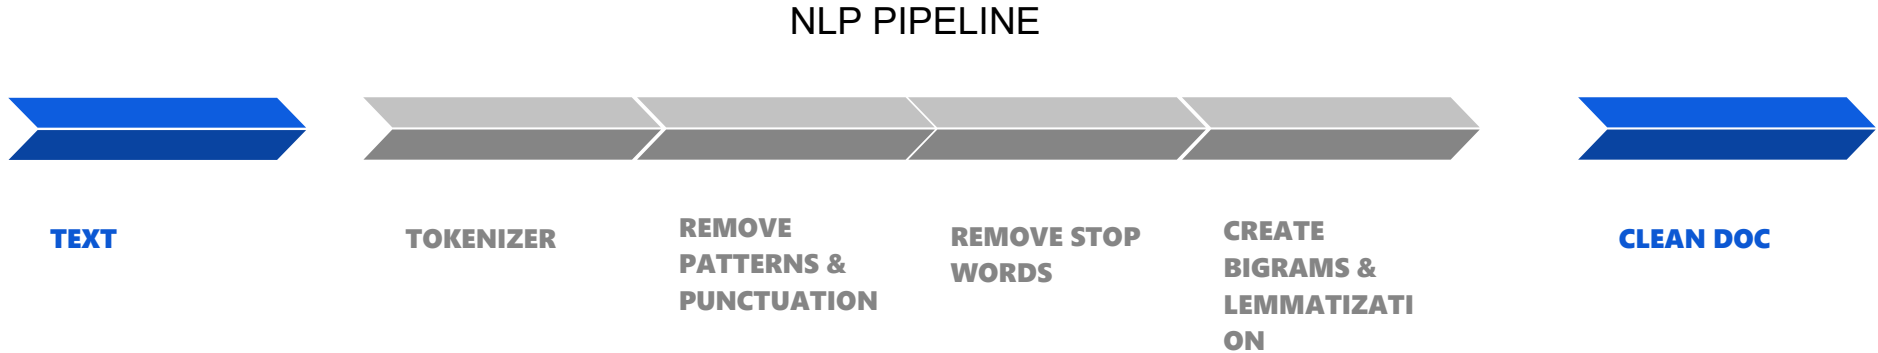 NLP PIPELINE
TEXT
TOKENIZER
REMOVE
PATTERNS &
PUNCTUATION
REMOVE STOP
WORDS
CREATE
BIGRAMS &
LEMMATIZATI
ON
CLEAN DOC